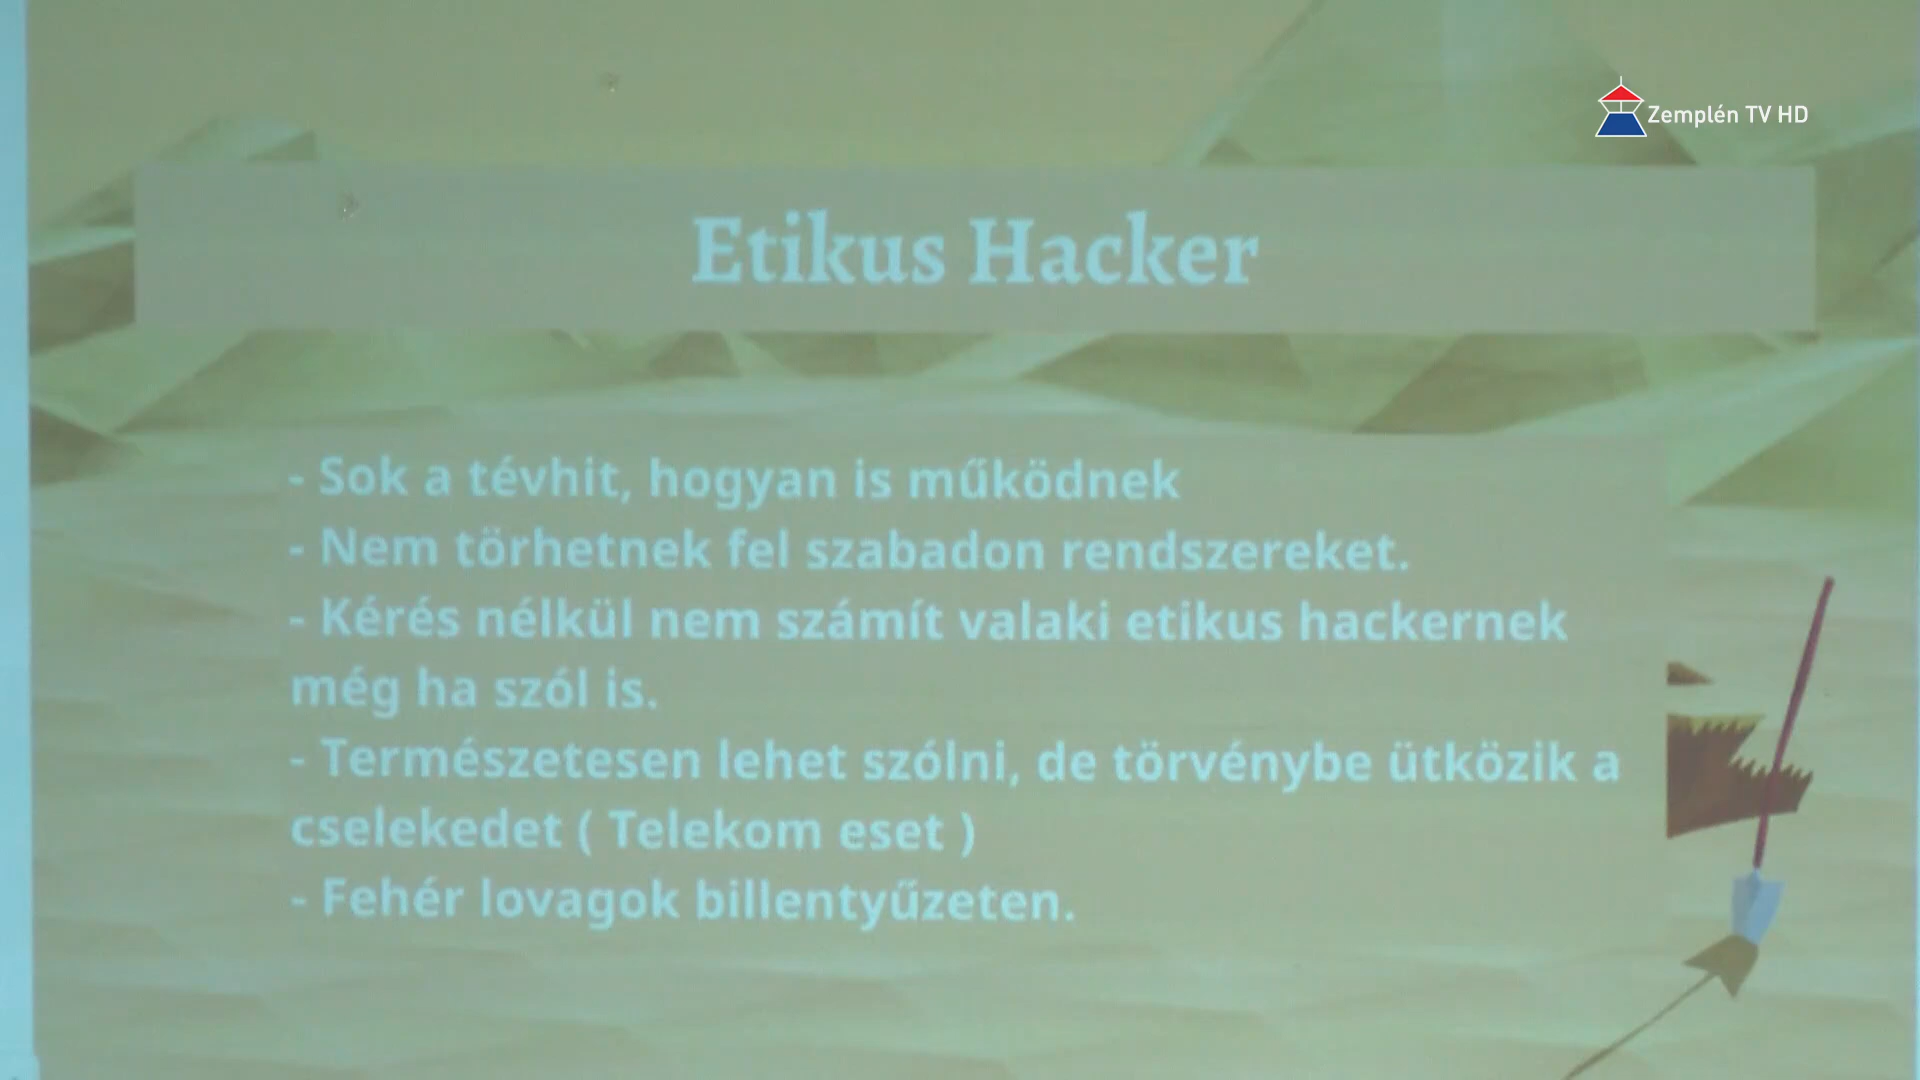 Zemplén TV HD
Etikus Hacker
- Sok a tévhit, hogyan is működnek
- Nem törhetnek fel szabadon rendszereket.
- Kérés nélkül nem számít valaki etikus hackernek
még ha szól is.
- Természetesen lehet szólni, de törvénybe ütközik a
cselekedet ( Telekom eset )
- Fehér lovagok billentyűzeten.